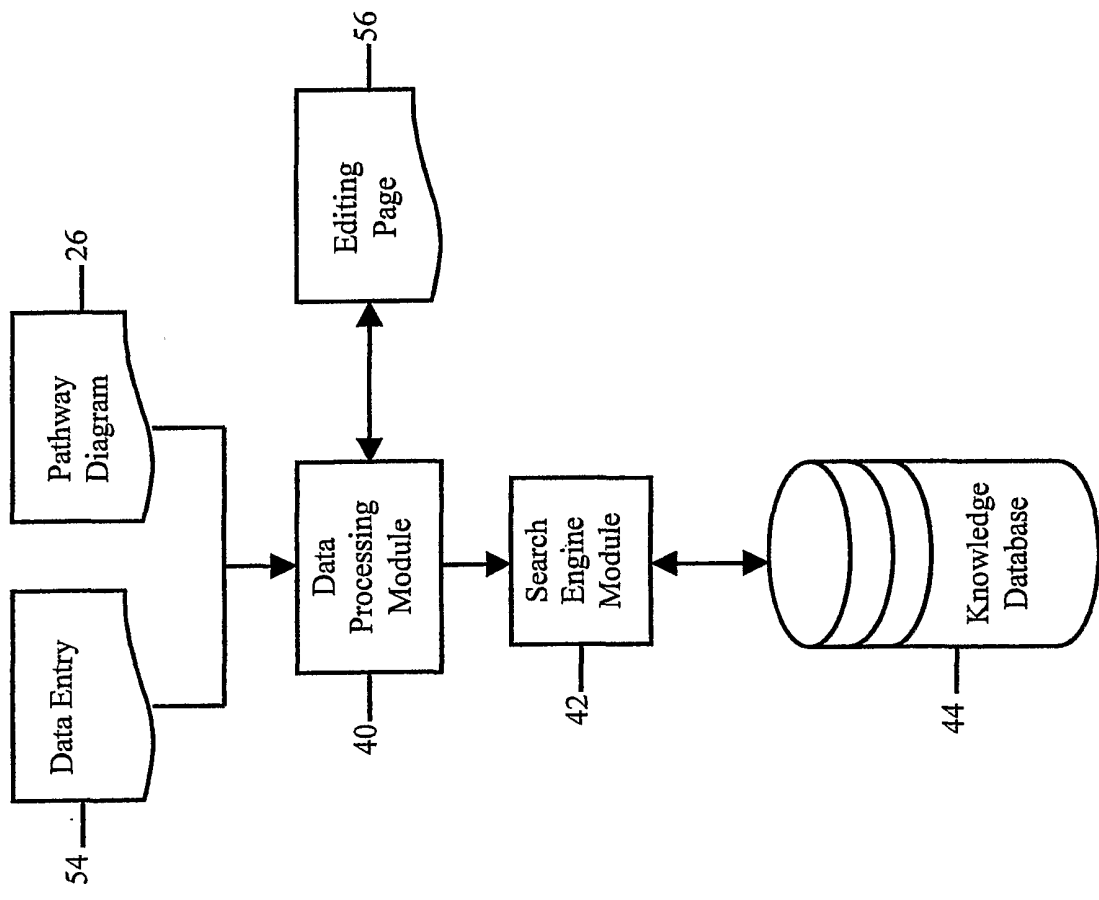 54
Data Entry
Pathway
Diagram
26
40
Data
Processing
Module
Editing
Page
56
42
Search
Engine
Module
44
Knowledge
Database